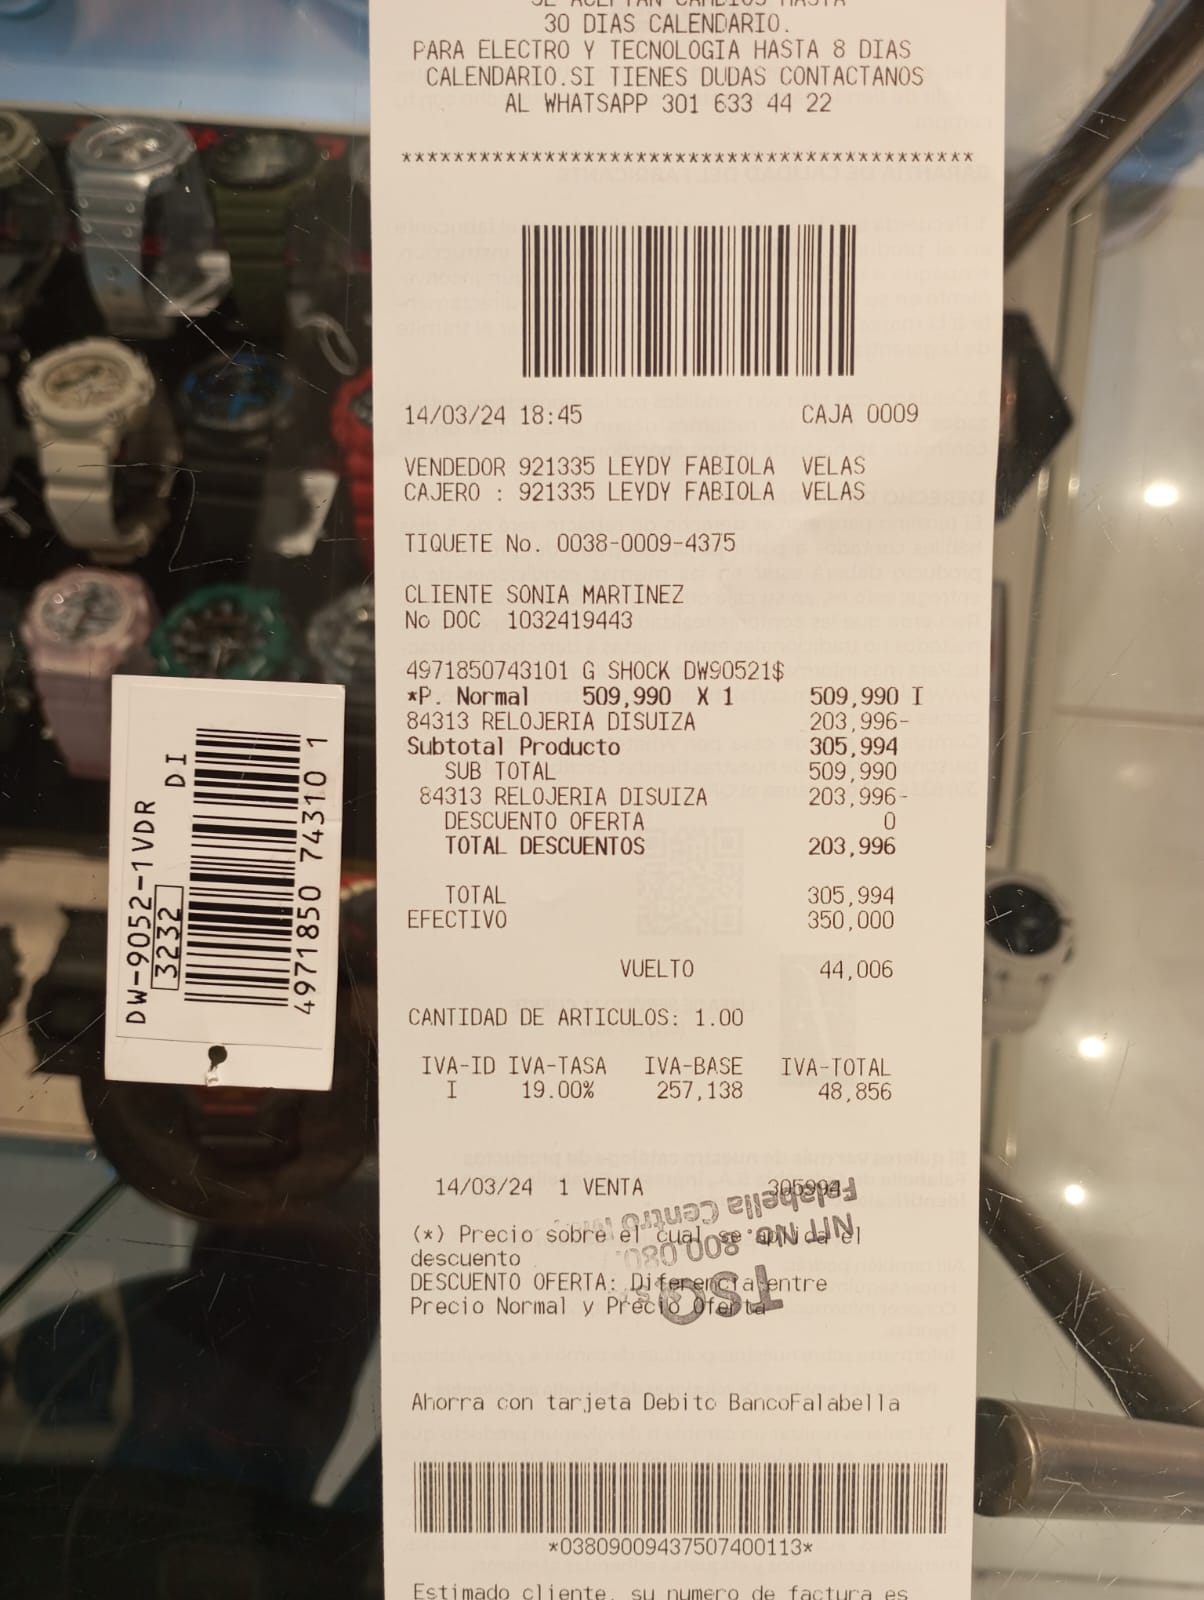 30 DIAS CALENDARIO.
PARA ELECTRO Y TECNOLOGIA HASTA 8 DIAS
CALENDARIO.SI TIENES DUDAS CONTACTANOS
AL WHATSAPP 301 633 44 22
********************************************
14/03/24 18:45 CAJA 0009
VENDEDOR 921335 LEYDY FABIOLA VELAS
CAJERO : 921335 LEYDY FABIOLA VELAS
TIQUETE No. 0038-0009-4375
CLIENTE SONIA MARTINEZ
No DOC 1032419443
4971850743101 G SHOCK DW90521$
*P. Normal 509,990 X 1 509,990 I
84313 RELOJERIA DISUIZA 203,996-
Subtotal Producto 305,994
SUB TOTAL 509,990
84313 RELOJERIA DISUIZA 203,996-
DESCUENTO OFERTA 0
TOTAL DESCUENTOS 203,996
TOTAL 305,994
EFECTIVO 350,000
VUELTO 44,006
CANTIDAD DE ARTICULOS: 1.00
IVA-ID IVA-TASA IVA-BASE IVA-TOTAL
I 19.00% 257,138 48,856
14/03/24 1 VENTA 305994
(*) Precio sobre el cual se aplica el
descuento
DESCUENTO OFERTA: Diferencia entre
Precio Normal y Precio Oferta
Falabella Centro
NIT No. 800.080.
Ahorra con tarjeta Debito BancoFalabella
*03809009437507400113*
Estimado cliente, su numero de factura es
DW-9052-1VDR DI
3232
4971850 74310 1